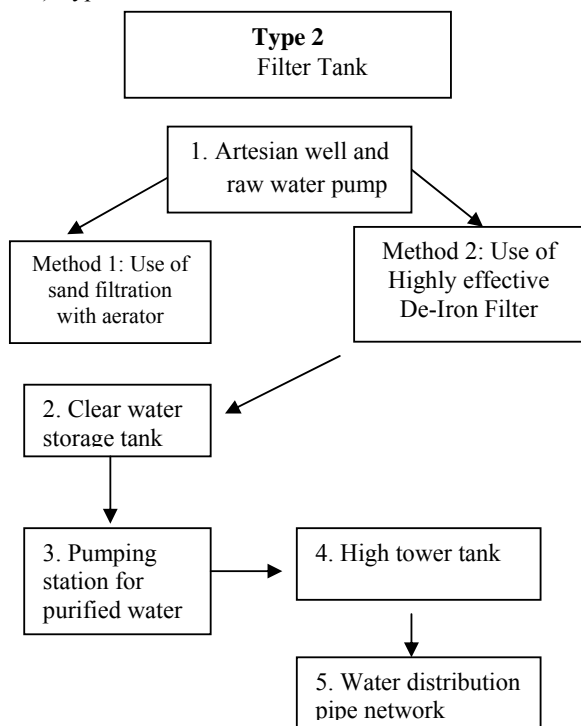 Type 2
Filter Tank
1. Artesian well and
raw water pump
Method 1: Use of
sand filtration
with aerator
Method 2: Use of
Highly effective
De-Iron Filter
2. Clear water
storage tank
3. Pumping
station for
purified water
4. High tower tank
5. Water distribution
pipe network